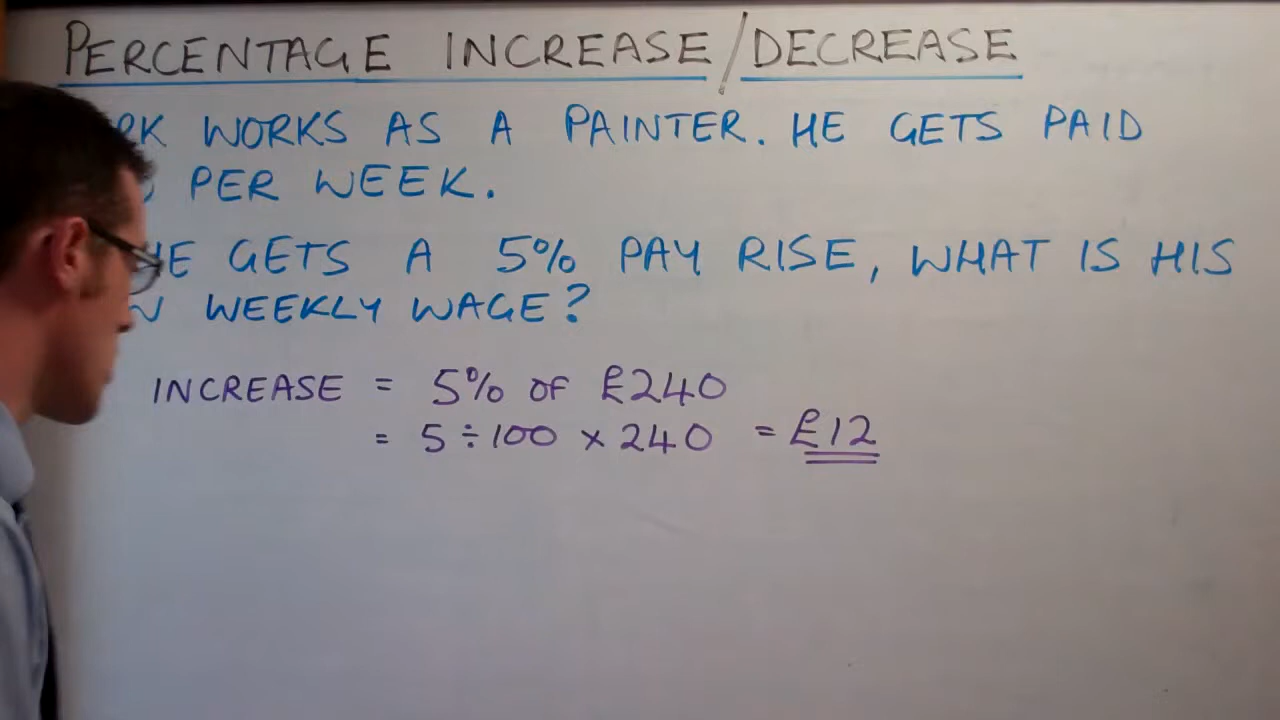 PERCENTAGE INCREASE/DECREASE
WORKS AS A PAINTER. HE GETS PAID
PER WEEK.
GETS A 5% PAY RISE, WHAT IS HIS
WEEKLY WAGE?
INCREASE = 5% OF £240
= 5 ÷ 100 × 240 = £12